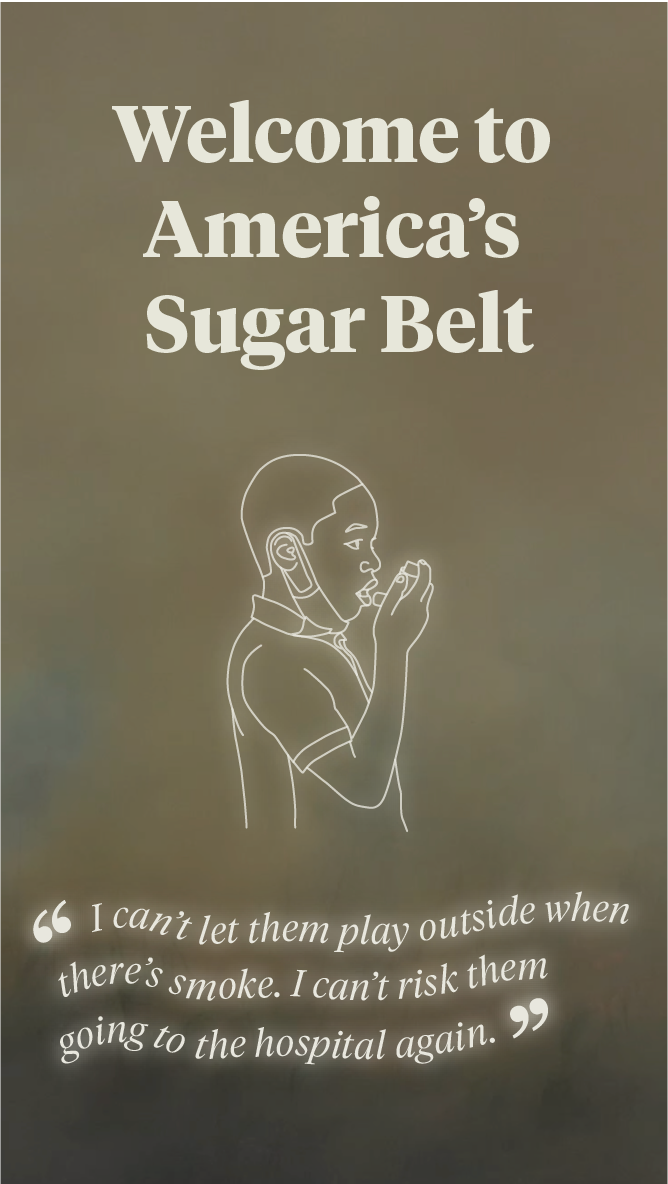 Welcome to
America’s
Sugar Belt
“ I can’t let them play outside when
there’s smoke. I can’t risk them
going to the hospital again. ”